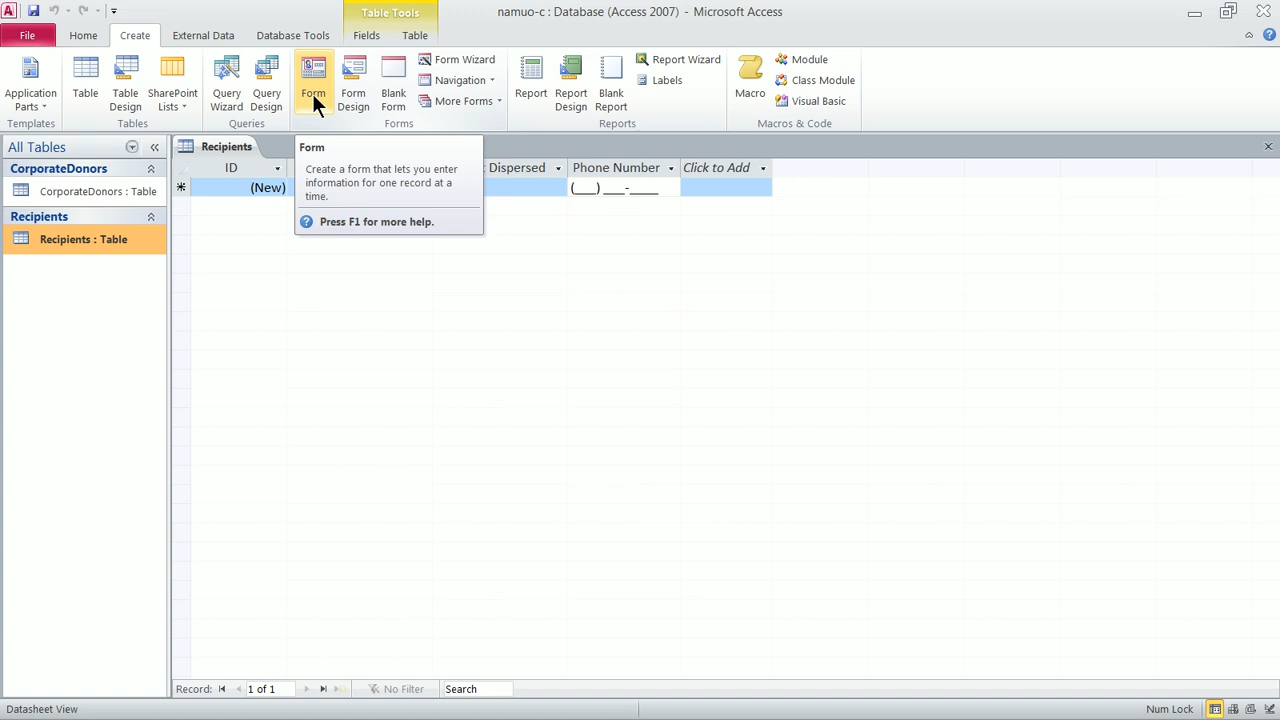 Table Tools
namuo-c : Database (Access 2007) - Microsoft Access
File Home Create External Data Database Tools Fields Table
Application Parts
Templates
Table
Table Design
SharePoint Lists
Tables
Query Wizard
Query Design
Queries
Form
Form Design
Blank Form
Form Wizard
Navigation
More Forms
Forms
Report
Report Design
Blank Report
Report Wizard
Labels
Reports
Macro
Module
Class Module
Visual Basic
Macros & Code
All Tables
CorporateDonors
CorporateDonors : Table
Recipients
Recipients : Table
Recipients
ID
Dispersed
Phone Number
Click to Add
(New)
(___) ___-____
Form
Create a form that lets you enter
information for one record at a
time.
Press F1 for more help.
Record: 1 of 1 No Filter Search
Datasheet View
Num Lock